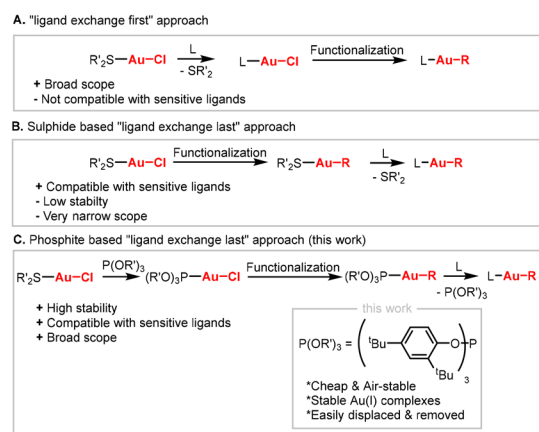 A. "ligand exchange first" approach
R'₂S—Au–Cl L - SR'₂ L—Au–Cl Functionalization L–Au–R
+ Broad scope
- Not compatible with sensitive ligands
B. Sulphide based "ligand exchange last" approach
R'₂S—Au–Cl Functionalization R'₂S—Au–R L - SR'₂ L–Au–R
+ Compatible with sensitive ligands
- Low stabilty
- Very narrow scope
C. Phosphite based "ligand exchange last" approach (this work)
R'₂S—Au–Cl P(OR')₃ (R'O)₃P—Au–Cl Functionalization (R'O)₃P—Au–R L - P(OR')₃ L–Au–R
+ High stability
+ Compatible with sensitive ligands
+ Broad scope
this work
P(OR')₃ = ( ᵗBu O P ᵗBu )₃
*Cheap & Air-stable
*Stable Au(I) complexes
*Easily displaced & removed